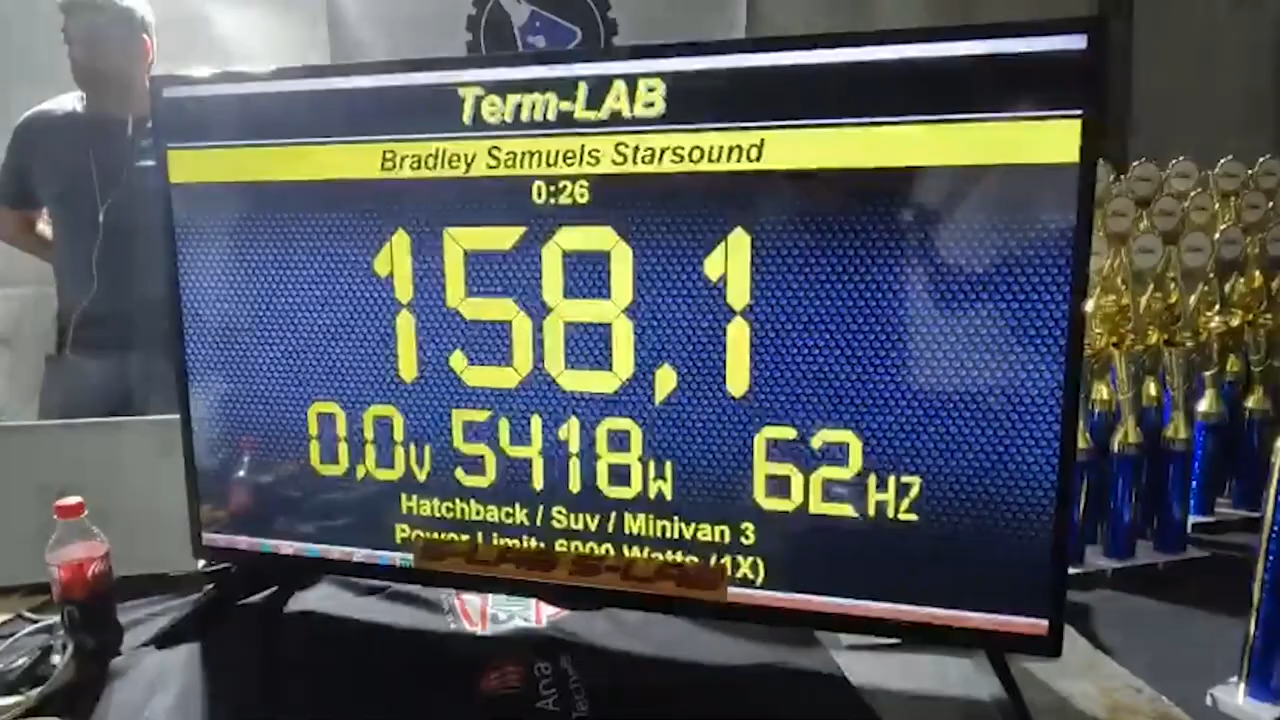 Term-LAB
Bradley Samuels Starsound
0:26
158,1
0,0V 5418W 62HZ
Hatchback / Suv / Minivan 3
Power Limit: 6000 Watts (1X)
Ana